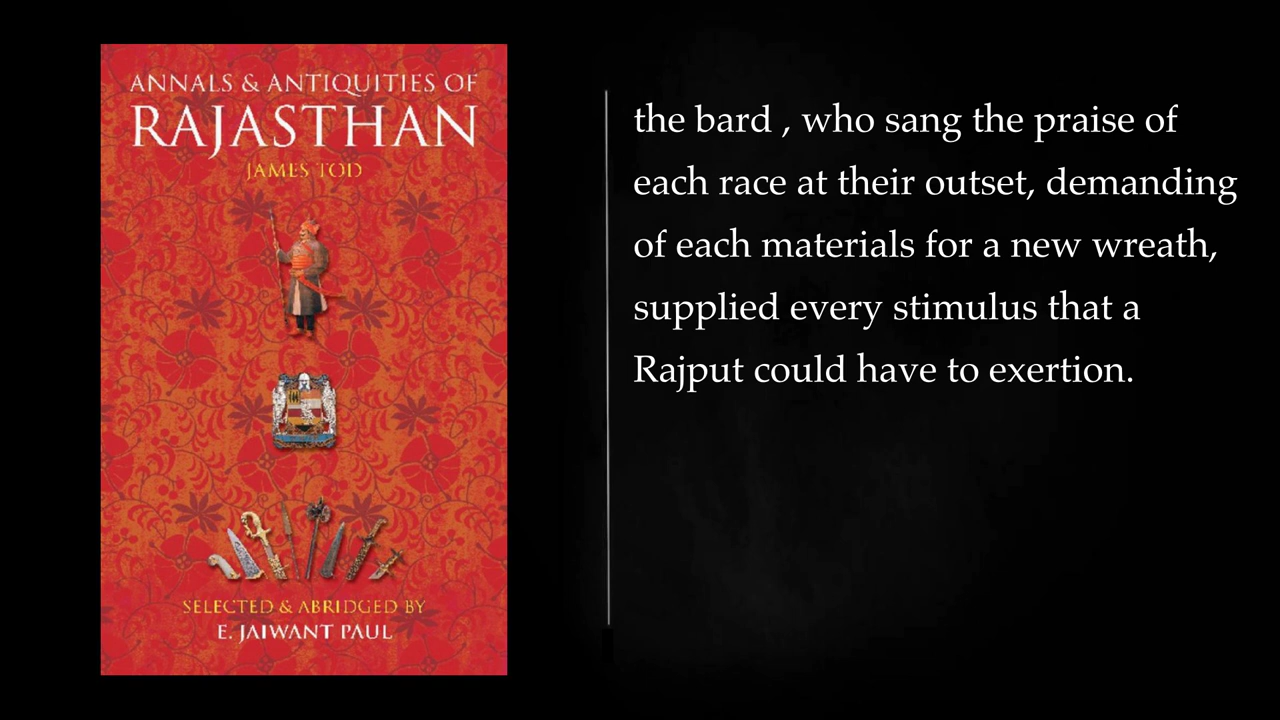 ANNALS & ANTIQUITIES OF
RAJASTHAN
JAMES TOD
SELECTED & ABRIDGED BY
E. JAIWANT PAUL
the bard , who sang the praise of
each race at their outset, demanding
of each materials for a new wreath,
supplied every stimulus that a
Rajput could have to exertion.